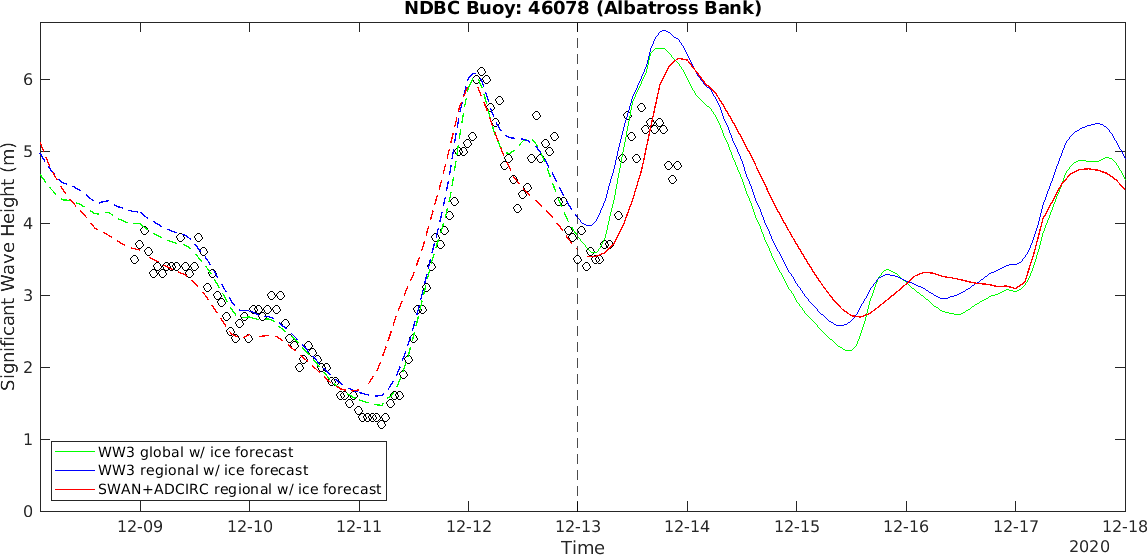 NDBC Buoy: 46078 (Albatross Bank)
Significant Wave Height (m)
6
5
4
3
2
1
0
WW3 global w/ ice forecast
WW3 regional w/ ice forecast
SWAN+ADCIRC regional w/ ice forecast
12-09 12-10 12-11 12-12 12-13 12-14 12-15 12-16 12-17 12-18
Time
2020